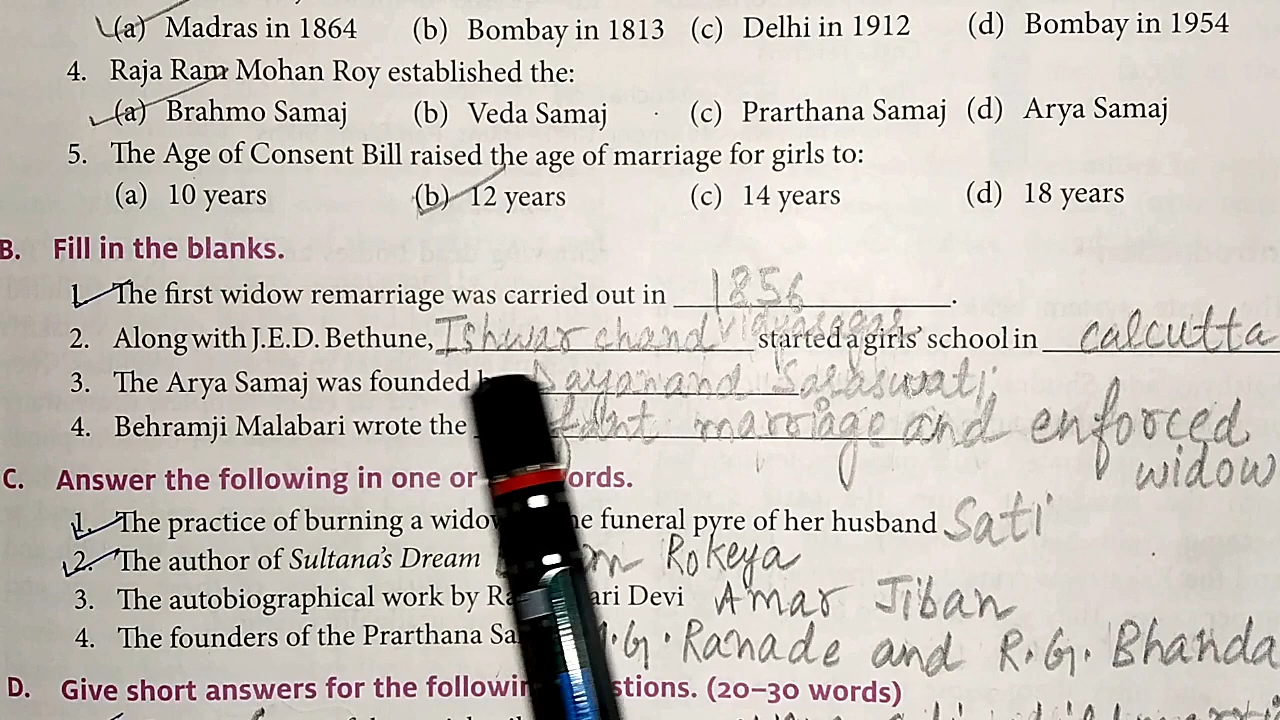 (a) Madras in 1864 (b) Bombay in 1813 (c) Delhi in 1912 (d) Bombay in 1954
4. Raja Ram Mohan Roy established the:
(a) Brahmo Samaj (b) Veda Samaj (c) Prarthana Samaj (d) Arya Samaj
5. The Age of Consent Bill raised the age of marriage for girls to:
(a) 10 years (b) 12 years (c) 14 years (d) 18 years
B. Fill in the blanks.
1. The first widow remarriage was carried out in 1856.
2. Along with J.E.D. Bethune, Ishwar chand Vidyasagar started a girls' school in calcutta
3. The Arya Samaj was founded Dayanand Saraswati
4. Behramji Malabari wrote the marriage and enforced
widow
C. Answer the following in one or ords.
1. The practice of burning a widow funeral pyre of her husband Sati
2. The author of Sultana's Dream Rokeya
3. The autobiographical work by Devi Amar Jiban
4. The founders of the Prarthana G. Ranade and R.G. Bhanda
D. Give short answers for the following questions. (20–30 words)